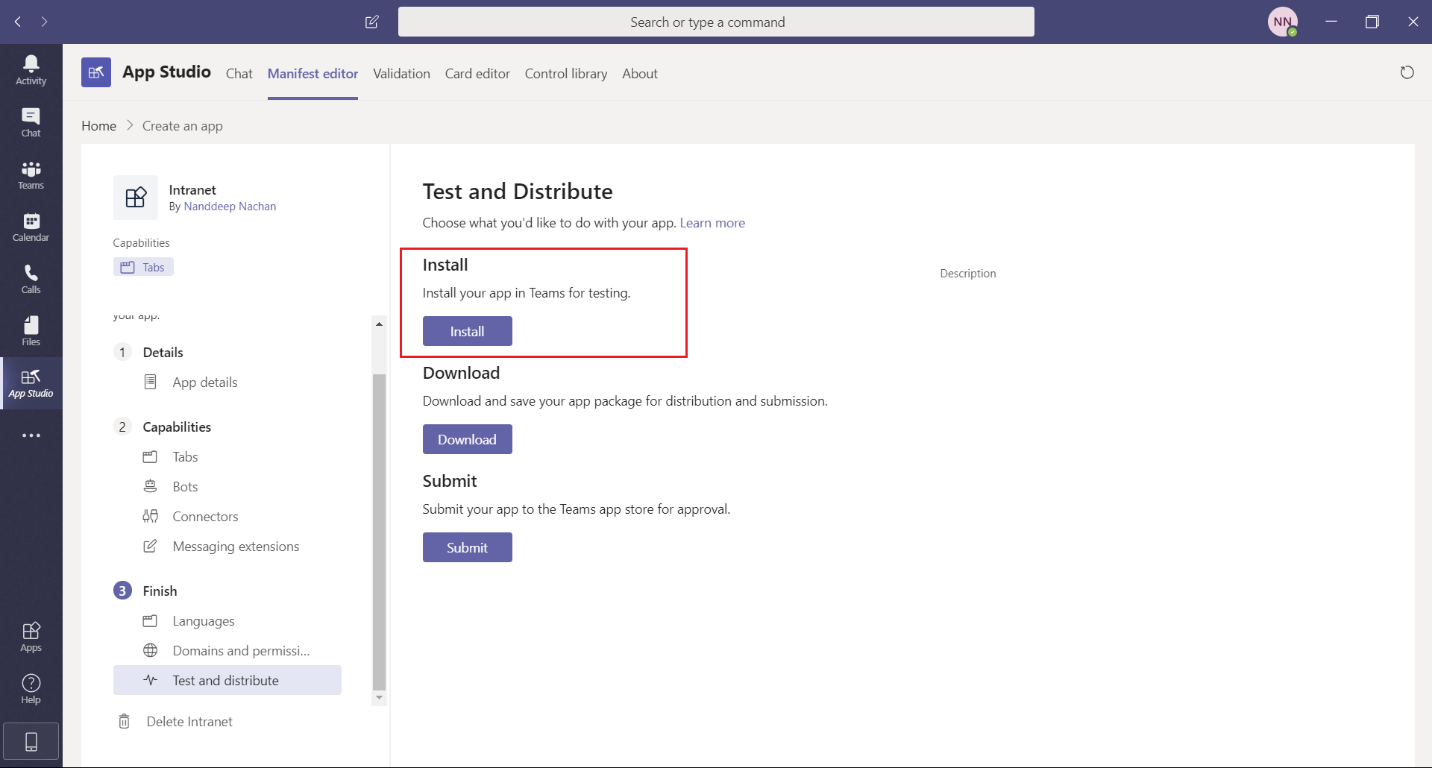 Search or type a command
NN
Activity
Chat
Teams
Calendar
Calls
Files
App Studio
Apps
Help
App Studio
Chat
Manifest editor
Validation
Card editor
Control library
About
Home > Create an app
Intranet
By Nanddeep Nachan
Capabilities
Tabs
your app.
1 Details
App details
2 Capabilities
Tabs
Bots
Connectors
Messaging extensions
3 Finish
Languages
Domains and permissi...
Test and distribute
Delete Intranet
Test and Distribute
Choose what you'd like to do with your app. Learn more
Install
Description
Install your app in Teams for testing.
Install
Download
Download and save your app package for distribution and submission.
Download
Submit
Submit your app to the Teams app store for approval.
Submit